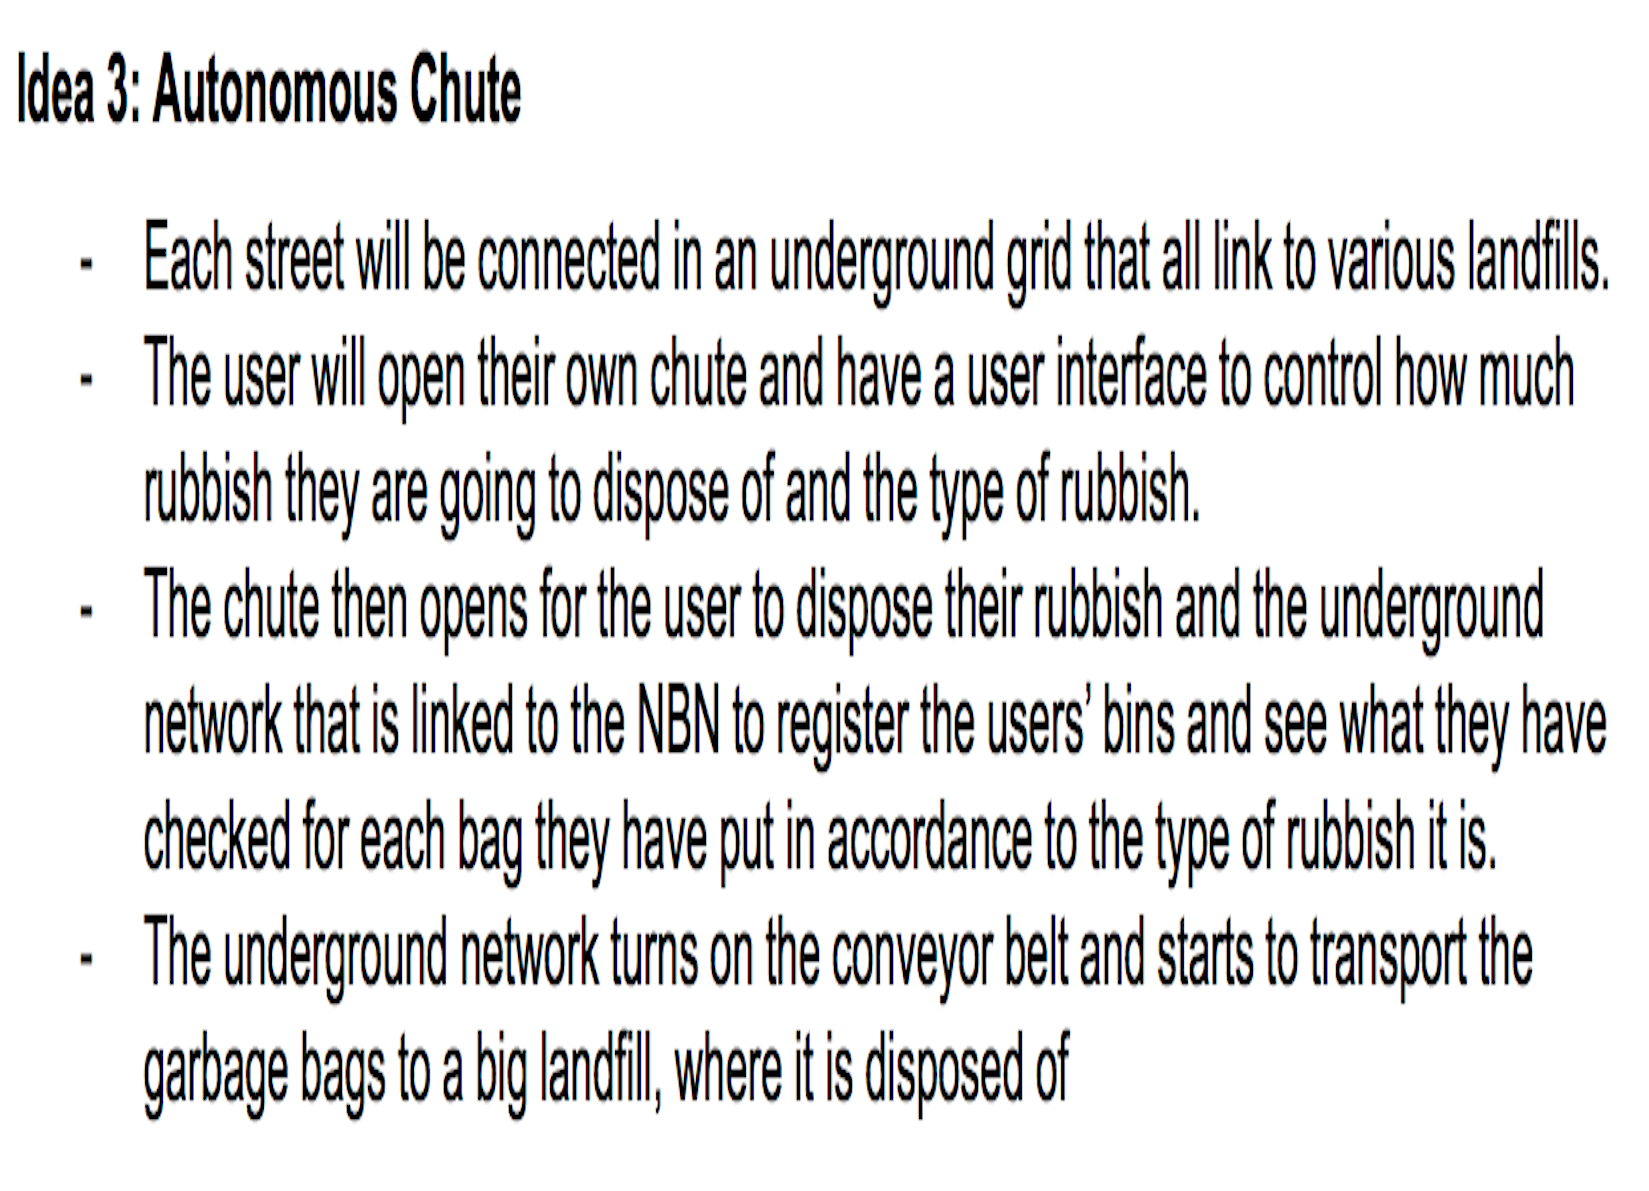 Idea 3: Autonomous Chute
- Each street will be connected in an underground grid that all link to various landfills.
- The user will open their own chute and have a user interface to control how much
rubbish they are going to dispose of and the type of rubbish.
- The chute then opens for the user to dispose their rubbish and the underground
network that is linked to the NBN to register the users’ bins and see what they have
checked for each bag they have put in accordance to the type of rubbish it is.
- The underground network turns on the conveyor belt and starts to transport the
garbage bags to a big landfill, where it is disposed of